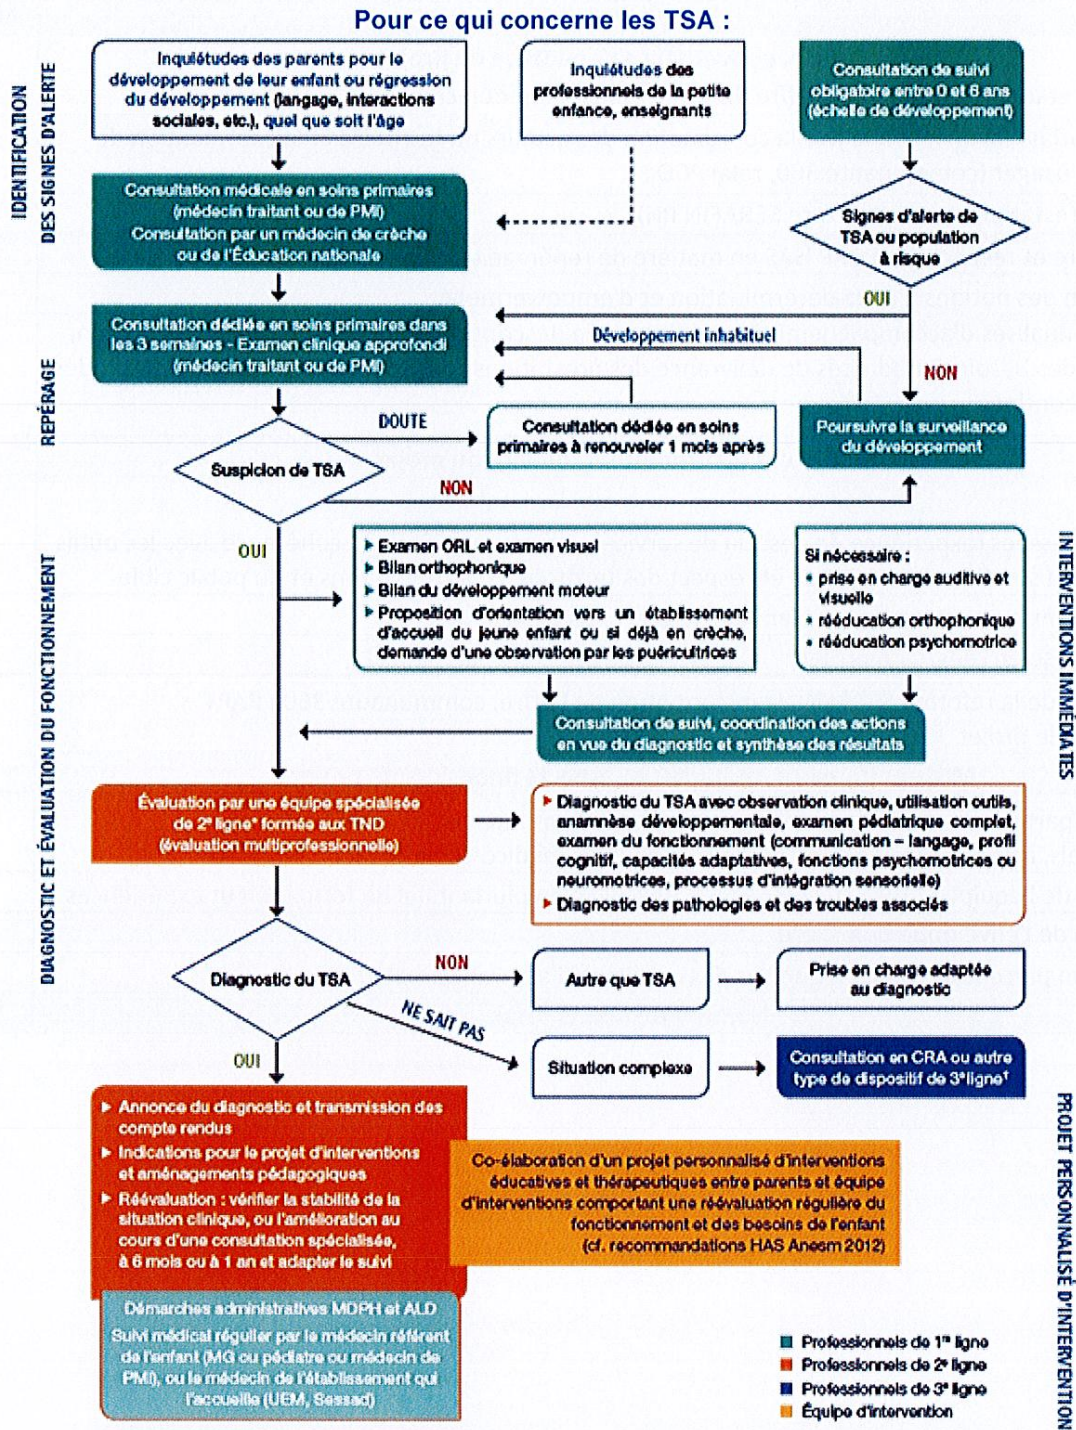 Pour ce qui concerne les TSA :
IDENTIFICATION
DES SIGNES D'ALERTE
Inquiétudes des parents pour le
développement de leur enfant ou régression
du développement (langage, interactions
sociales, etc.), quel que soit l'âge
Inquiétudes des
professionnels de la petite
enfance, enseignants
Consultation de suivi
obligatoire entre 0 et 6 ans
(échelle de développement)
Consultation médicale en soins primaires
(médecin traitant ou de PMI)
Consultation par un médecin de crèche
ou de l'Éducation nationale
Signes d'alerte de
TSA ou population
à risque
OUI
NON
REPÉRAGE
Consultation dédiée en soins primaires dans
les 3 semaines - Examen clinique approfondi
(médecin traitant ou de PMI)
Développement inhabituel
DOUTE
Consultation dédiée en soins
primaires à renouveler 1 mois après
Poursuivre la surveillance
du développement
Suspicion de TSA
NON
OUI
DIAGNOSTIC ET ÉVALUATION DU FONCTIONNEMENT
Examen ORL et examen visuel
Bilan orthophonique
Bilan du développement moteur
Proposition d'orientation vers un établissement
d'accueil du jeune enfant ou si déjà en crèche,
demande d'une observation par les puéricultrices
Si nécessaire :
• prise en charge auditive et
visuelle
• rééducation orthophonique
• rééducation psychomotrice
INTERVENTIONS IMMÉDIATES
Consultation de suivi, coordination des actions
en vue du diagnostic et synthèse des résultats
Évaluation par une équipe spécialisée
de 2e ligne* formée aux TND
(évaluation multiprofessionnelle)
Diagnostic du TSA avec observation clinique, utilisation outils,
anamnèse développementale, examen pédiatrique complet,
examen du fonctionnement (communication – langage, profil
cognitif, capacités adaptatives, fonctions psychomotrices ou
neuromotrices, processus d'intégration sensorielle)
Diagnostic des pathologies et des troubles associés
Diagnostic du TSA
NON
Autre que TSA
Prise en charge adaptée
au diagnostic
NE SAIT PAS
Situation complexe
Consultation en CRA ou autre
type de dispositif de 3e ligne†
OUI
Annonce du diagnostic et transmission des
compte rendus
Indications pour le projet d'interventions
et aménagements pédagogiques
Réévaluation : vérifier la stabilité de la
situation clinique, ou l'amélioration au
cours d'une consultation spécialisée,
à 6 mois ou à 1 an et adapter le suivi
Co-élaboration d'un projet personnalisé d'interventions
éducatives et thérapeutiques entre parents et équipe
d'interventions comportant une réévaluation régulière du
fonctionnement et des besoins de l'enfant
(cf. recommandations HAS Anesm 2012)
PROJET PERSONNALISÉ D'INTERVENTION
Démarches administratives MDPH et ALD
Suivi médical régulier par le médecin référent
de l'enfant (MG ou pédiatre ou médecin de
PMI), ou le médecin de l'établissement qui
l'accueille (UEM, Sessad)
Professionnels de 1re ligne
Professionnels de 2e ligne
Professionnels de 3e ligne
Équipe d'intervention